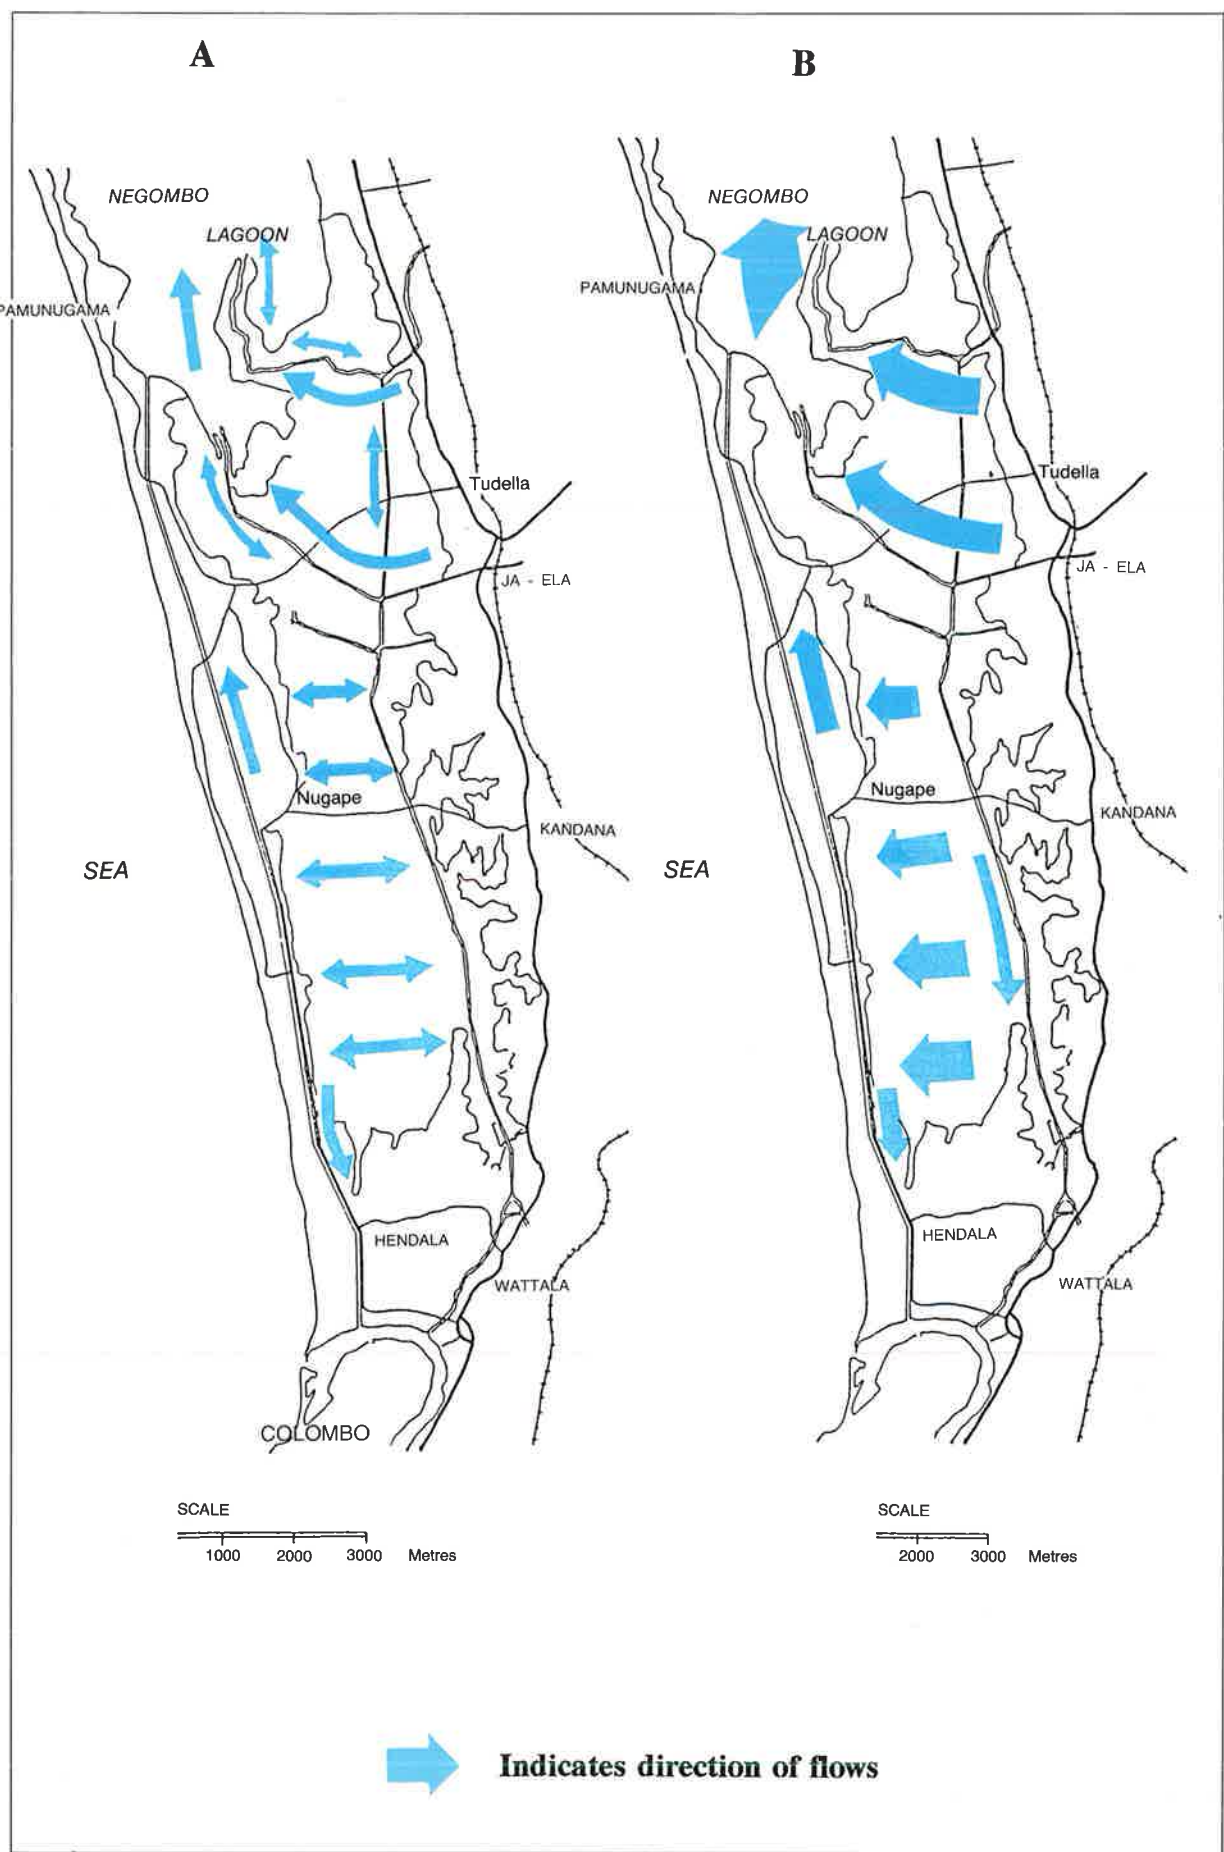 A
NEGOMBO
LAGOON
PAMUNUGAMA
Tudella
JA - ELA
Nugape
KANDANA
SEA
HENDALA
WATTALA
COLOMBO
SCALE
1000 2000 3000 Metres
B
NEGOMBO
LAGOON
PAMUNUGAMA
Tudella
JA - ELA
Nugape
KANDANA
SEA
HENDALA
WATTALA
SCALE
2000 3000 Metres
Indicates direction of flows